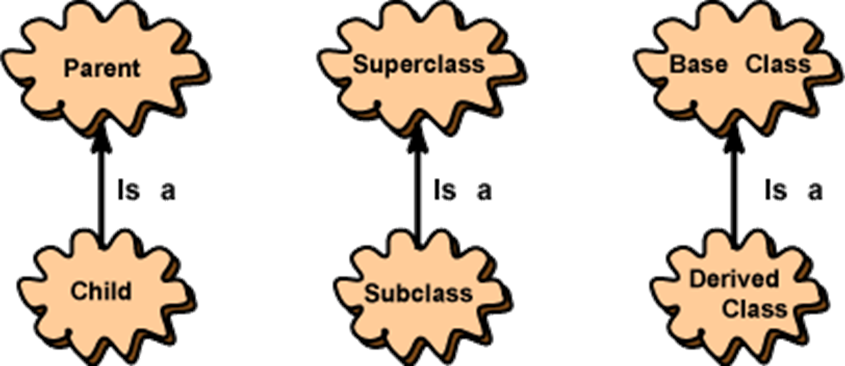 Parent
Superclass
Base Class
Is a
Is a
Is a
Child
Subclass
Derived
Class